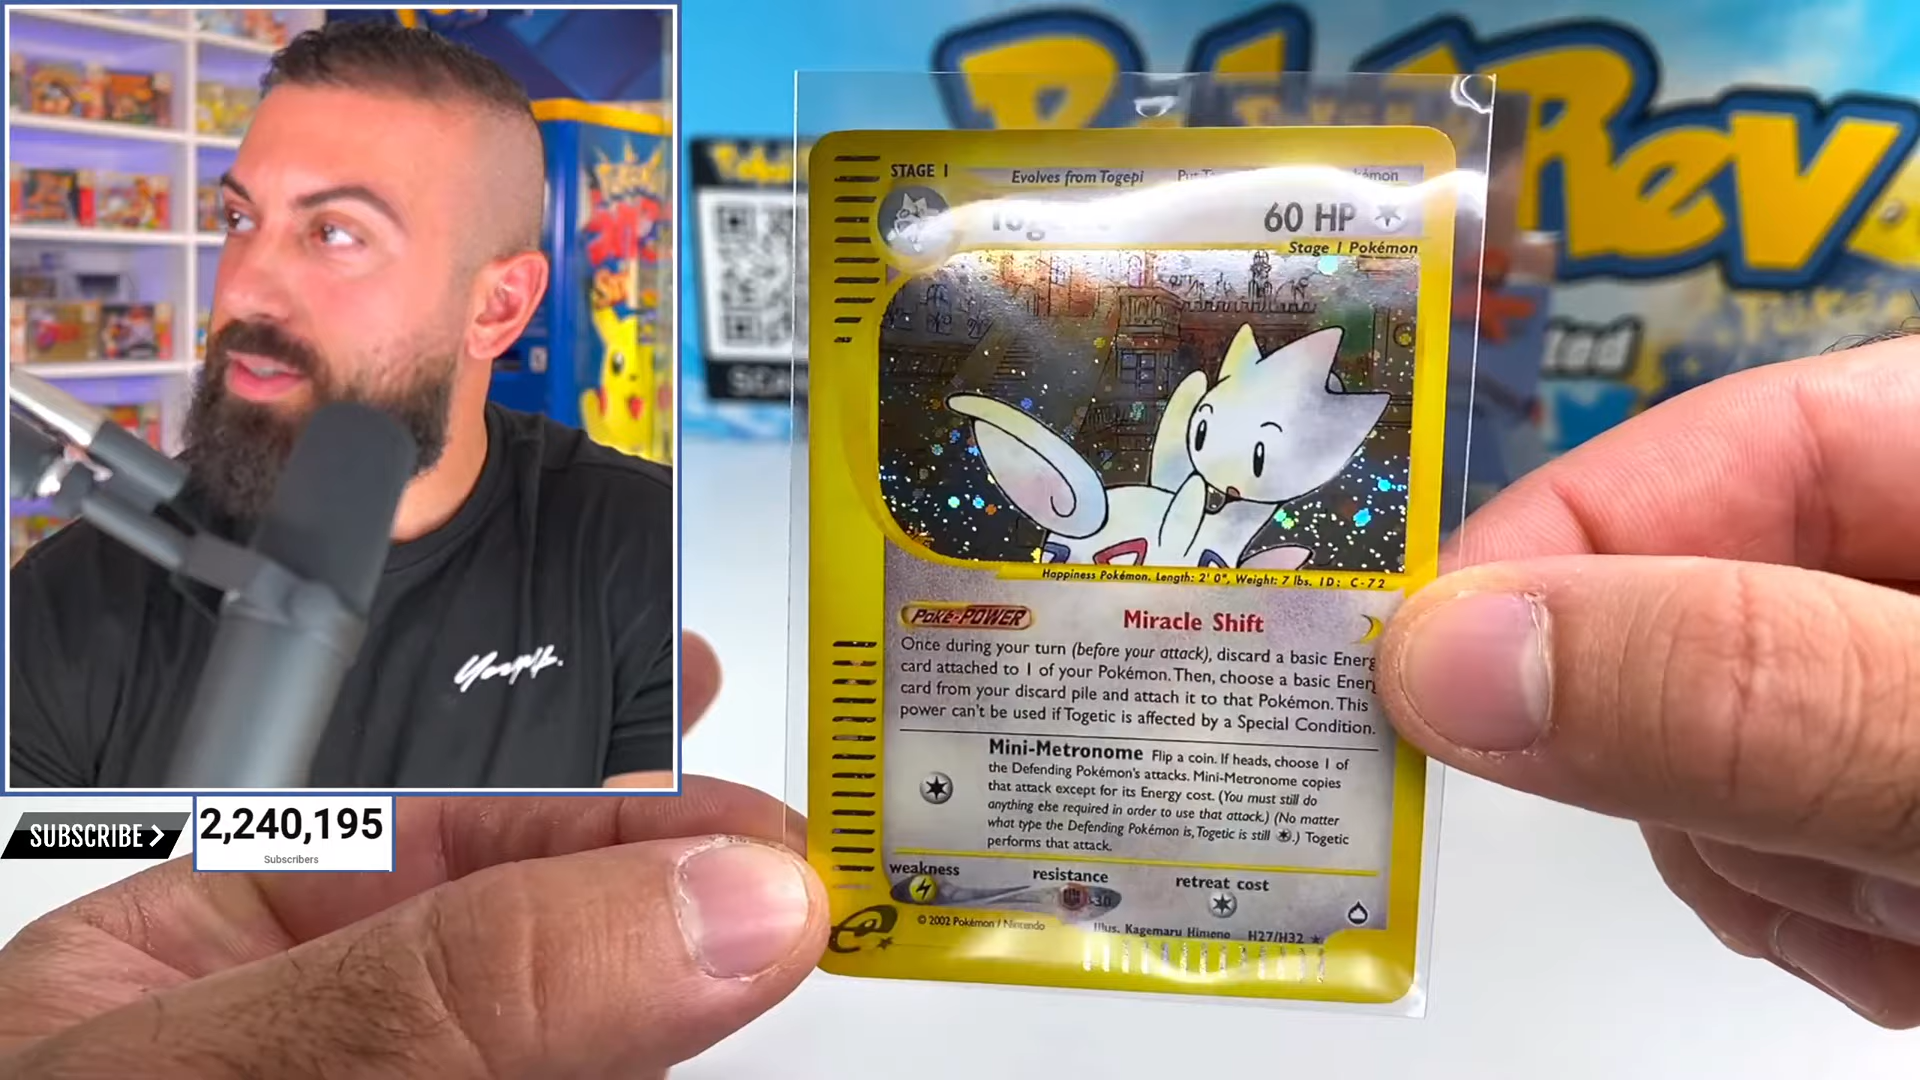 PokeRev
STAGE 1
Evolves from Togepi
60 HP
Stage 1 Pokémon
Happiness Pokémon. Length: 2' 0", Weight: 7 lbs. ID: C-72
Poké-POWER Miracle Shift
Once during your turn (before your attack), discard a basic Energ
card attached to 1 of your Pokémon. Then, choose a basic Ener
card from your discard pile and attach it to that Pokémon. This
power can't be used if Togetic is affected by a Special Condition.
Mini-Metronome Flip a coin. If heads, choose 1 of
the Defending Pokémon's attacks. Mini-Metronome copies
that attack except for its Energy cost. (You must still do
anything else required in order to use that attack.) (No matter
what type the Defending Pokémon is, Togetic is still .) Togetic
performs that attack.
weakness resistance retreat cost
-30
© 2002 Pokémon / Nintendo Illus. Kagemaru Himeno H27/H32
SUBSCRIBE
2,240,195
Subscribers